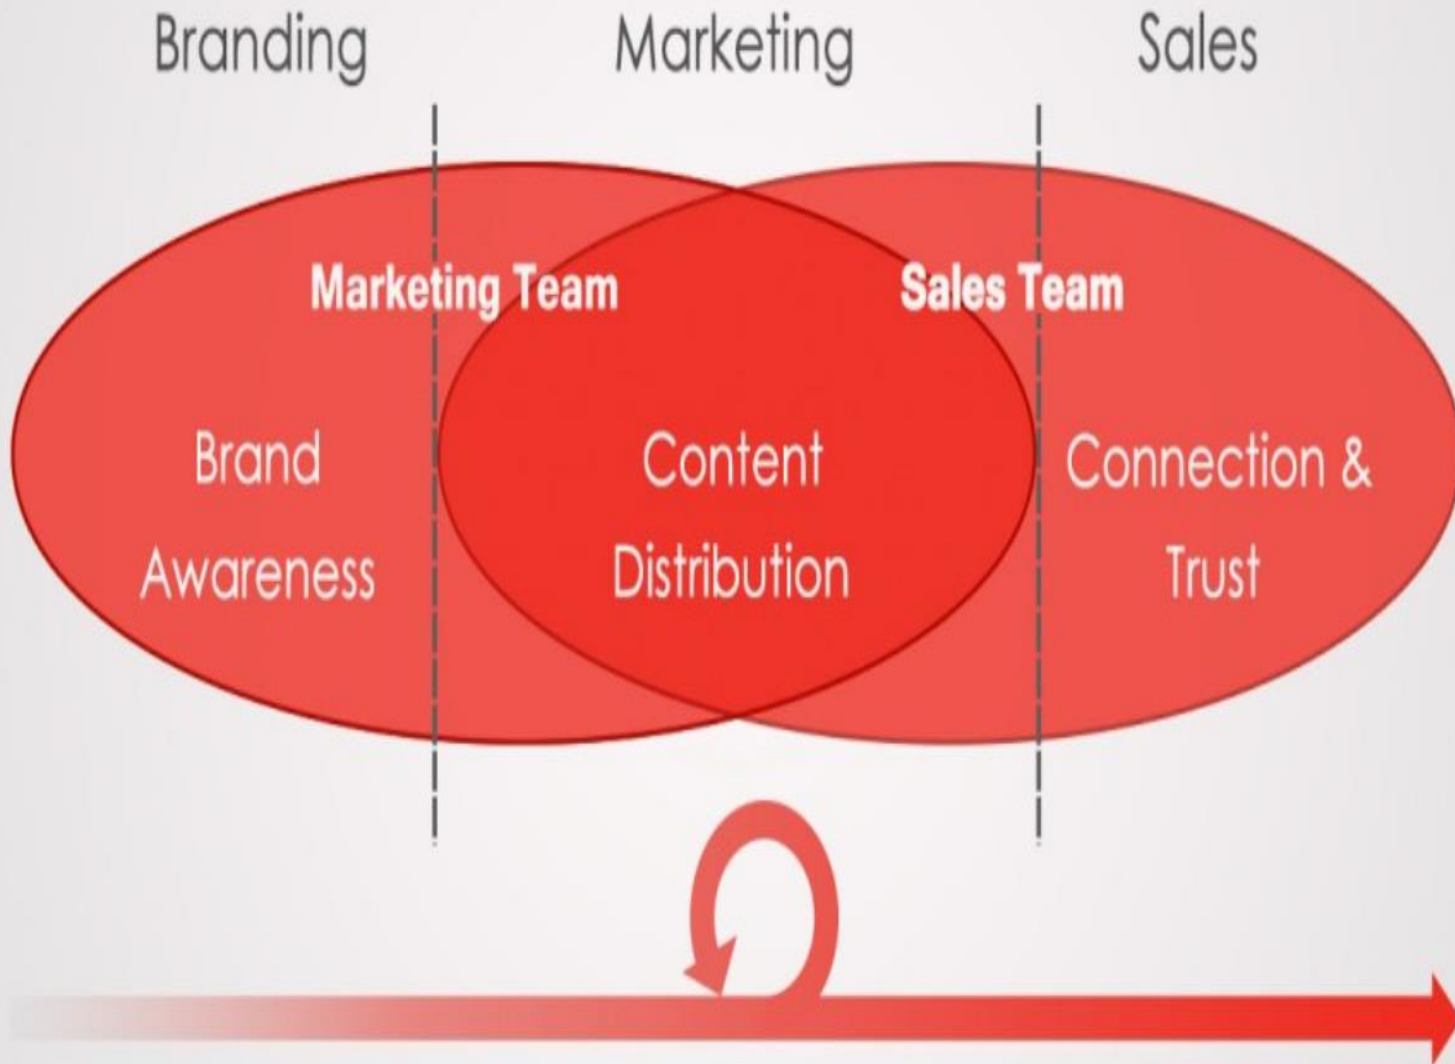 Branding Marketing Sales
Marketing Team Sales Team
Brand Content Connection &
Awareness Distribution Trust